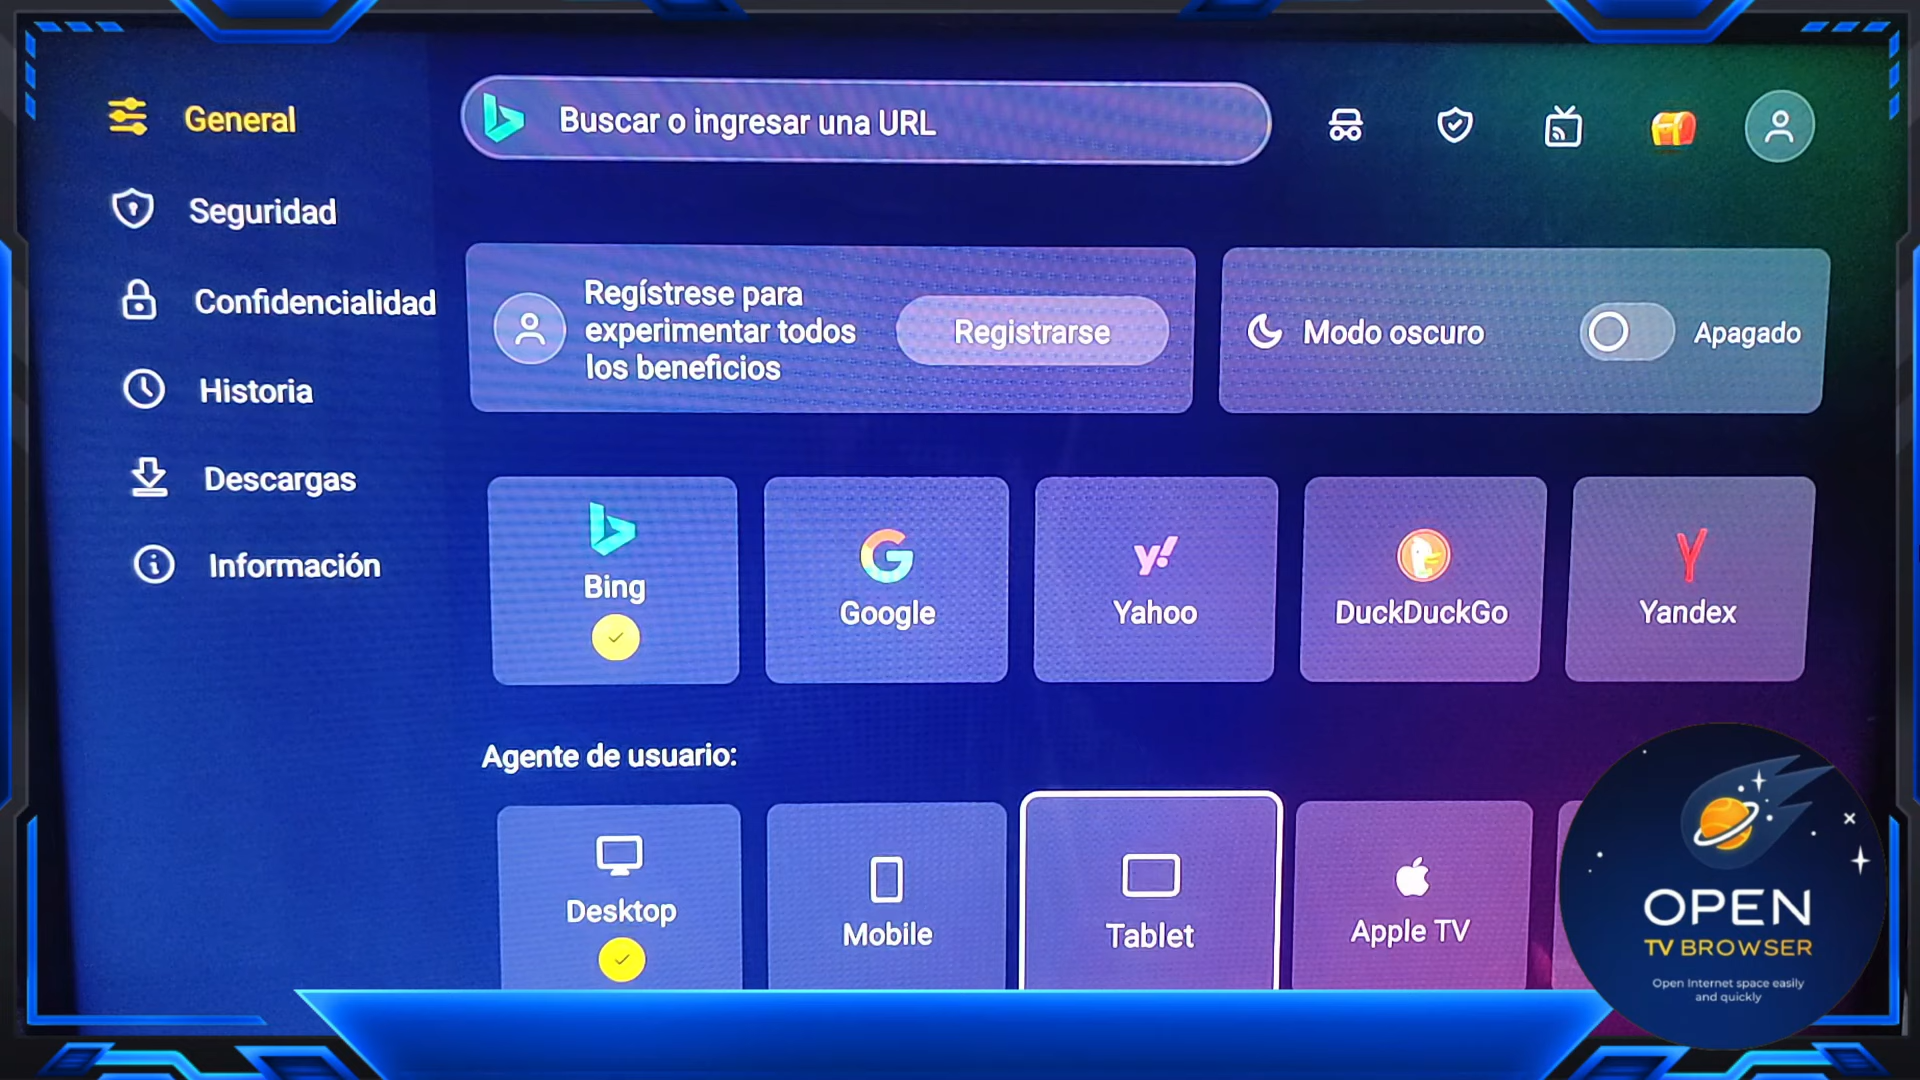 General
Seguridad
Confidencialidad
Historia
Descargas
Información
Buscar o ingresar una URL
Regístrese para
experimentar todos
los beneficios
Registrarse
Modo oscuro
Apagado
Bing
Google
Yahoo
DuckDuckGo
Yandex
Agente de usuario:
Desktop
Mobile
Tablet
Apple TV
OPEN
TV BROWSER
Open Internet space easily
and quickly